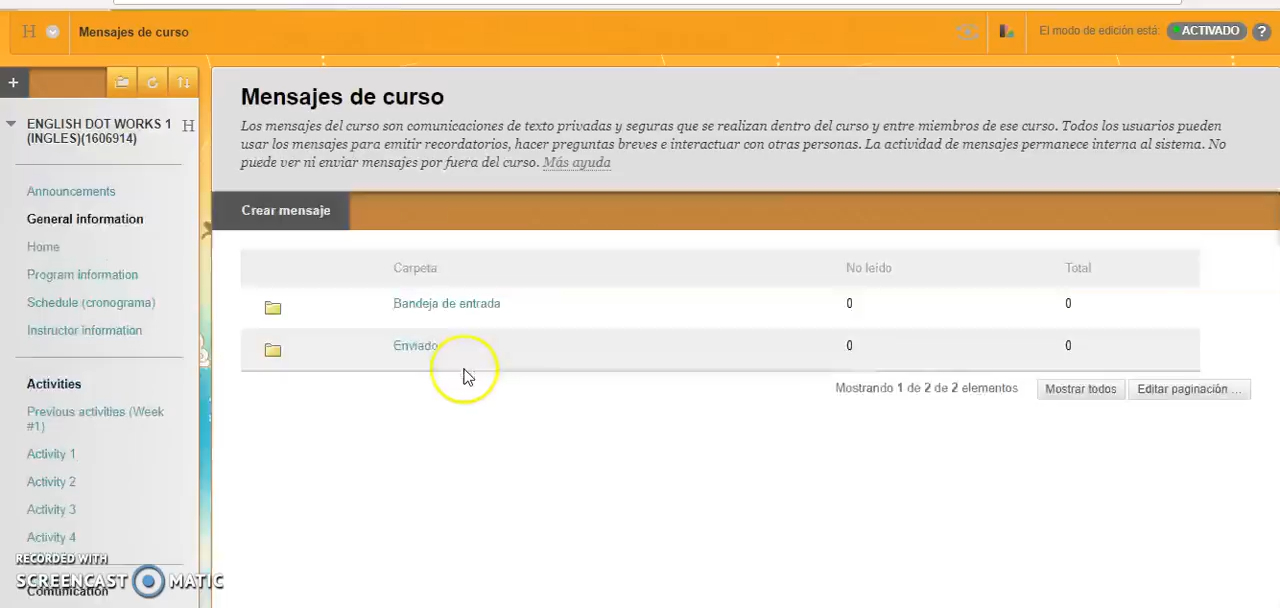 H Mensajes de curso El modo de edición está: ACTIVADO ?
+
ENGLISH DOT WORKS 1 H
(INGLES)(1606914)
Announcements
General information
Home
Program information
Schedule (cronograma)
Instructor information
Activities
Previous activities (Week
#1)
Activity 1
Activity 2
Activity 3
Activity 4
Comunication
RECORDED WITH
SCREENCAST MATIC
Mensajes de curso
Los mensajes del curso son comunicaciones de texto privadas y seguras que se realizan dentro del curso y entre miembros de ese curso. Todos los usuarios pueden
usar los mensajes para emitir recordatorios, hacer preguntas breves e interactuar con otras personas. La actividad de mensajes permanece interna al sistema. No
puede ver ni enviar mensajes por fuera del curso. Más ayuda
Crear mensaje
Carpeta No leído Total
Bandeja de entrada 0 0
Enviado 0 0
Mostrando 1 de 2 de 2 elementos Mostrar todos Editar paginación ...